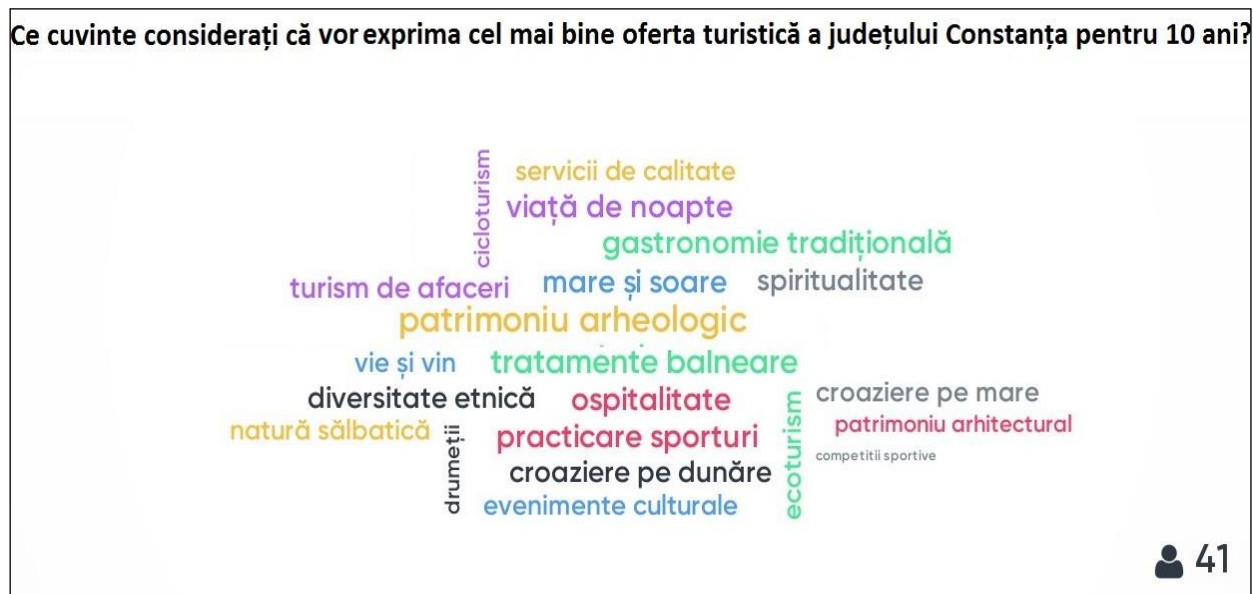 Ce cuvinte considerați că vor exprima cel mai bine oferta turistică a județului Constanța pentru 10 ani?
cicloturism
servicii de calitate
viață de noapte
gastronomie tradițională
turism de afaceri
mare și soare
spiritualitate
patrimoniu arheologic
vie și vin
tratamente balneare
diversitate etnică
ospitalitate
croaziere pe mare
natură sălbatică
practicare sporturi
patrimoniu arhitectural
drumeții
croaziere pe dunăre
ecoturism
competitii sportive
evenimente culturale
41